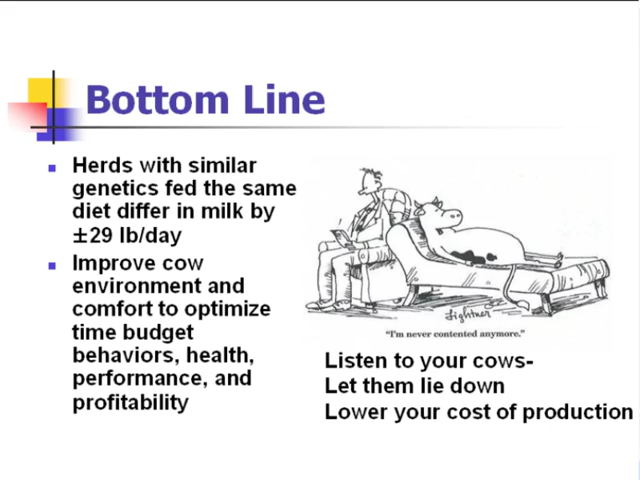 Bottom Line
Herds with similar
genetics fed the same
diet differ in milk by
±29 lb/day
Improve cow
environment and
comfort to optimize
time budget
behaviors, health,
performance, and
profitability
Lightner
"I'm never contented anymore."
Listen to your cows-
Let them lie down
Lower your cost of production